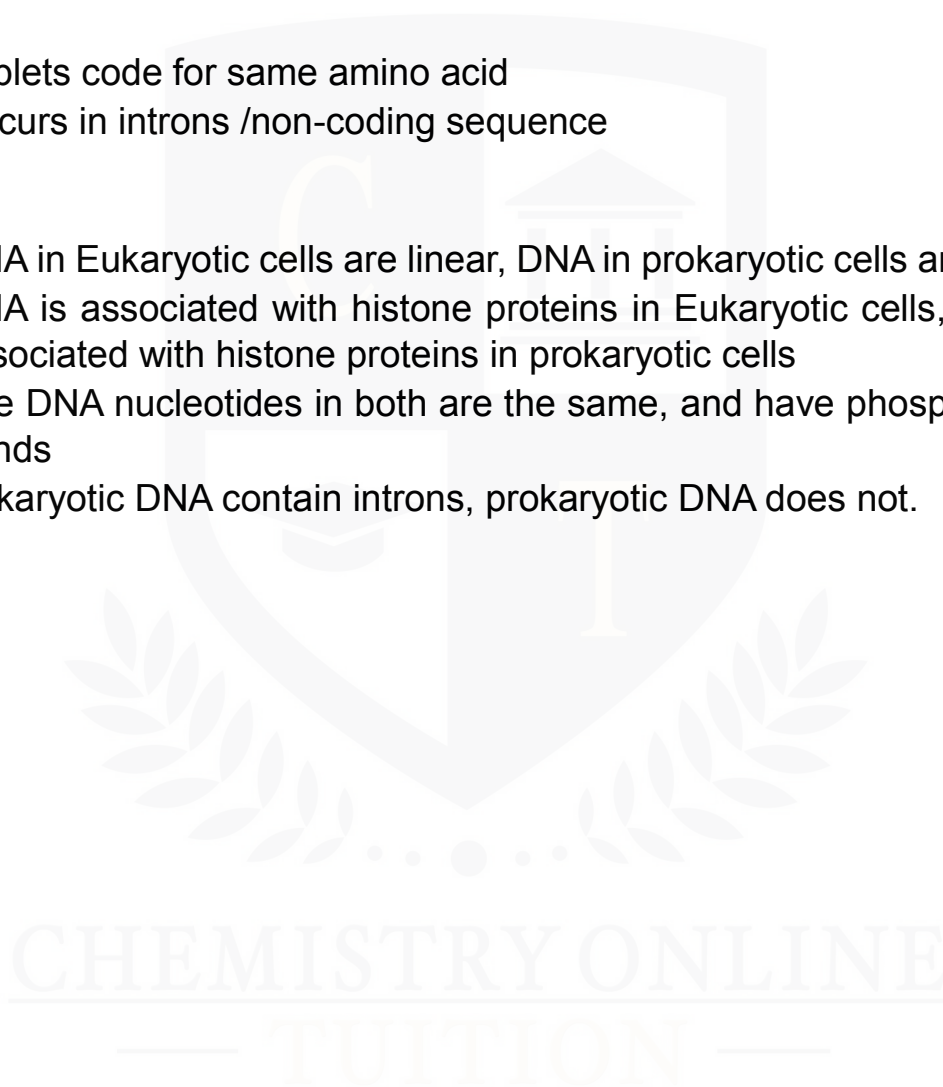 plets code for same amino acid
curs in introns /non-coding sequence
IA in Eukaryotic cells are linear, DNA in prokaryotic cells
IA is associated with histone proteins in Eukaryotic cells,
sociated with histone proteins in prokaryotic cells
e DNA nucleotides in both are the same, and have
nds
karyotic DNA contain introns, prokaryotic DNA does not.
C
T
CHEMISTRY ONLINE
— TUITION —